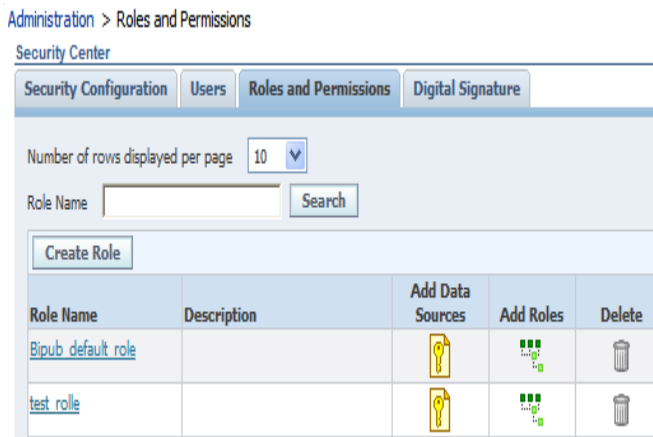 Administration > Roles and Permissions
Security Center
Security Configuration Users Roles and Permissions Digital Signature
Number of rows displayed per page 10
Role Name Search
Create Role
Role Name Description Add Data Sources Add Roles Delete
Bipub_default_role
test_rolle